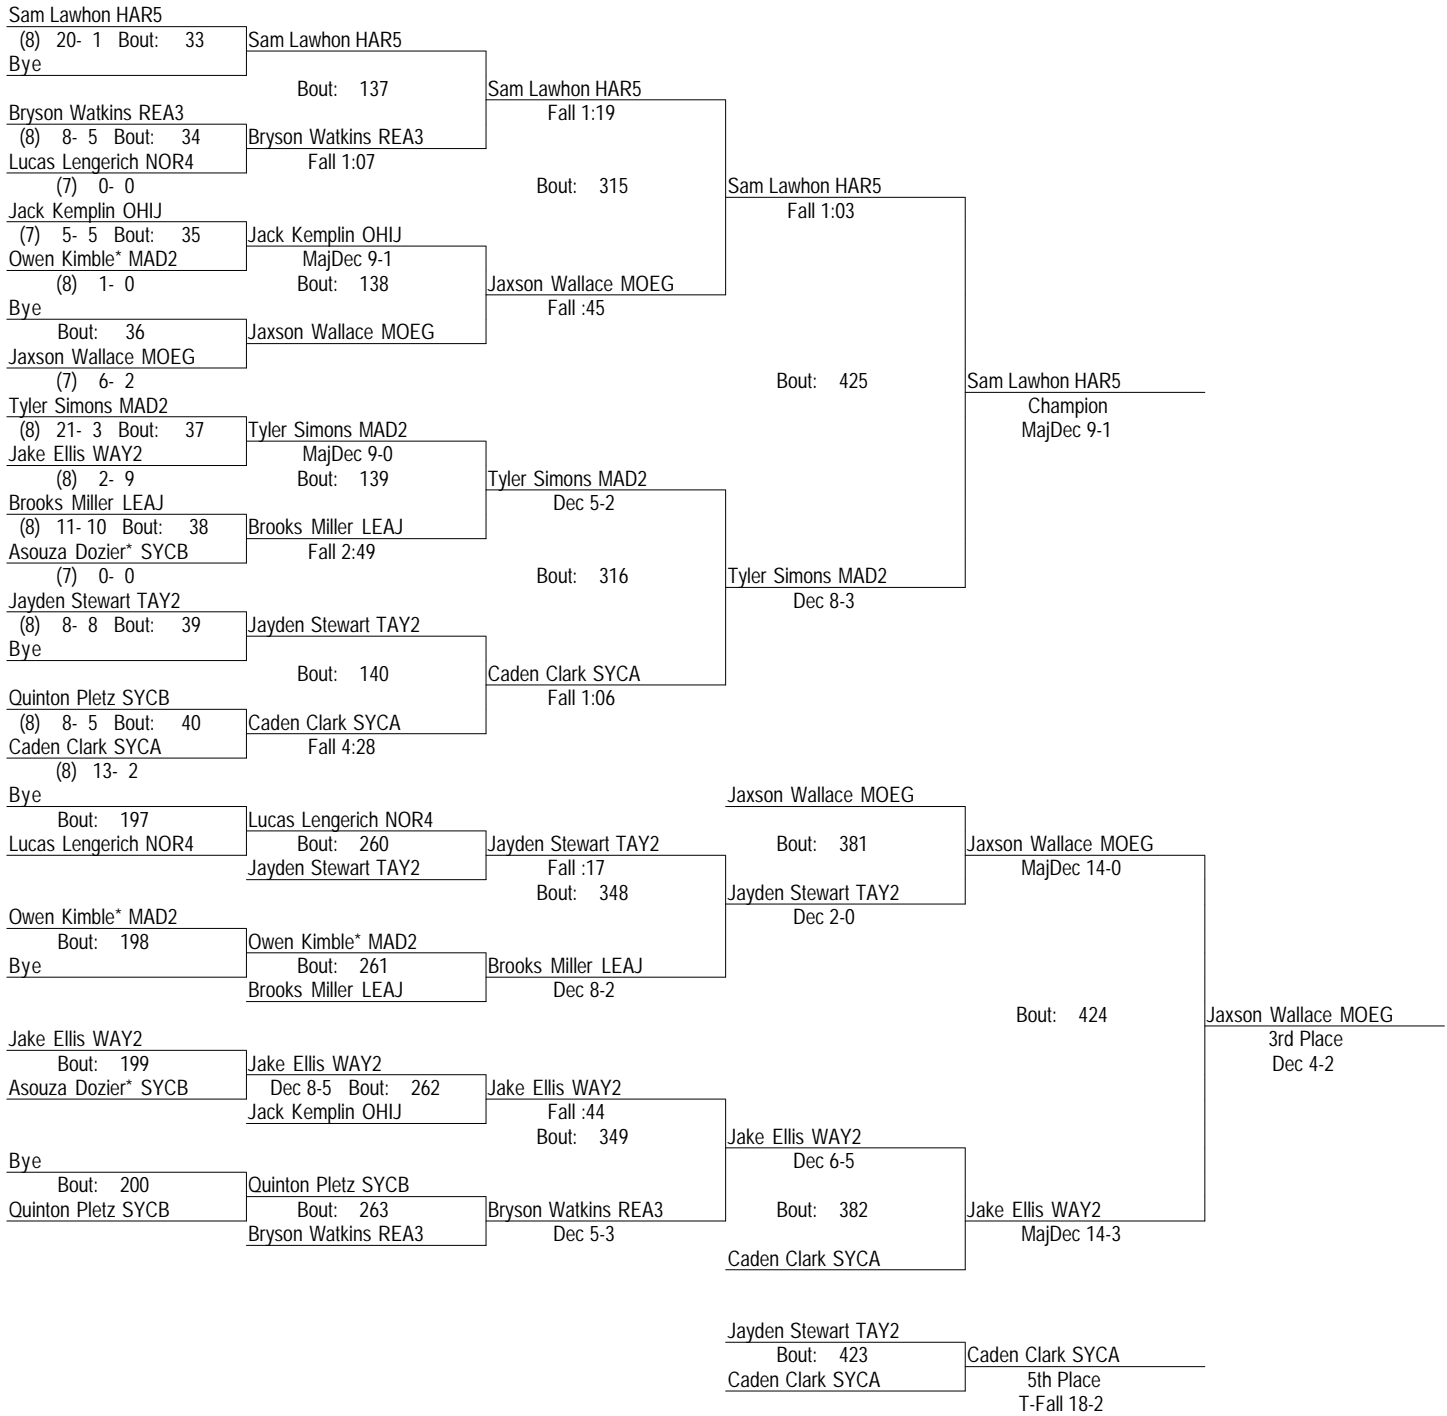 Sam Lawhon HAR5
(8) 20- 1 Bout: 33 Sam Lawhon HAR5
Bye
Bout: 137 Sam Lawhon HAR5
Bryson Watkins REA3 Fall 1:19
(8) 8- 5 Bout: 34 Bryson Watkins REA3
Lucas Lengerich NOR4 Fall 1:07
(7) 0- 0 Bout: 315 Sam Lawhon HAR5
Jack Kemplin OHIJ Fall 1:03
(7) 5- 5 Bout: 35 Jack Kemplin OHIJ
Owen Kimble* MAD2 MajDec 9-1
(8) 1- 0 Bout: 138 Jaxson Wallace MOEG
Bye Fall :45
Bout: 36 Jaxson Wallace MOEG
Jaxson Wallace MOEG
(7) 6- 2 Bout: 425 Sam Lawhon HAR5
Tyler Simons MAD2 Champion
(8) 21- 3 Bout: 37 Tyler Simons MAD2 MajDec 9-1
Jake Ellis WAY2 MajDec 9-0
(8) 2- 9 Bout: 139 Tyler Simons MAD2
Brooks Miller LEAJ Dec 5-2
(8) 11- 10 Bout: 38 Brooks Miller LEAJ
Asouza Dozier* SYCB Fall 2:49
(7) 0- 0 Bout: 316 Tyler Simons MAD2
Jayden Stewart TAY2 Dec 8-3
(8) 8- 8 Bout: 39 Jayden Stewart TAY2
Bye
Bout: 140 Caden Clark SYCA
Quinton Pletz SYCB Fall 1:06
(8) 8- 5 Bout: 40 Caden Clark SYCA
Caden Clark SYCA Fall 4:28
(8) 13- 2
Bye Jaxson Wallace MOEG
Bout: 197 Lucas Lengerich NOR4
Lucas Lengerich NOR4 Bout: 260 Jayden Stewart TAY2 Bout: 381 Jaxson Wallace MOEG
Jayden Stewart TAY2 Fall :17 MajDec 14-0
Bout: 348 Jayden Stewart TAY2
Owen Kimble* MAD2 Dec 2-0
Bout: 198 Owen Kimble* MAD2
Bye Bout: 261 Brooks Miller LEAJ
Brooks Miller LEAJ Dec 8-2
Bout: 424 Jaxson Wallace MOEG
Jake Ellis WAY2 3rd Place
Bout: 199 Jake Ellis WAY2 Dec 4-2
Asouza Dozier* SYCB Dec 8-5 Bout: 262 Jake Ellis WAY2
Jack Kemplin OHIJ Fall :44
Bout: 349 Jake Ellis WAY2
Bye Dec 6-5
Bout: 200 Quinton Pletz SYCB
Quinton Pletz SYCB Bout: 263 Bryson Watkins REA3 Bout: 382 Jake Ellis WAY2
Bryson Watkins REA3 Dec 5-3 MajDec 14-3
Caden Clark SYCA
Jayden Stewart TAY2
Bout: 423 Caden Clark SYCA
Caden Clark SYCA 5th Place
T-Fall 18-2